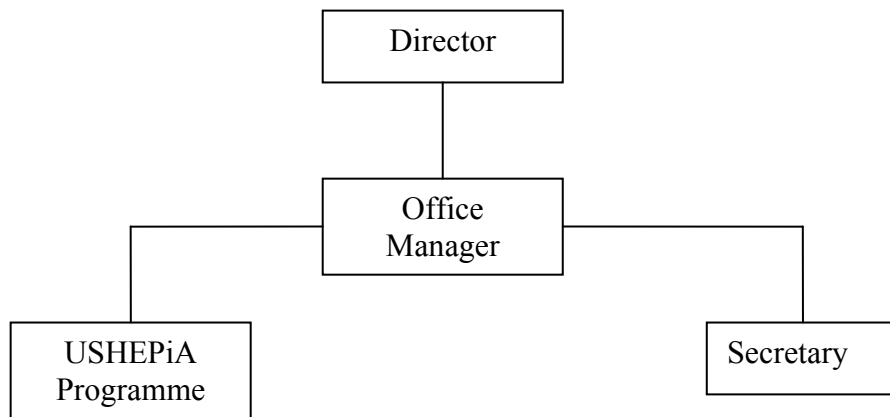 Director
Office
Manager
USHEPiA
Programme
Secretary